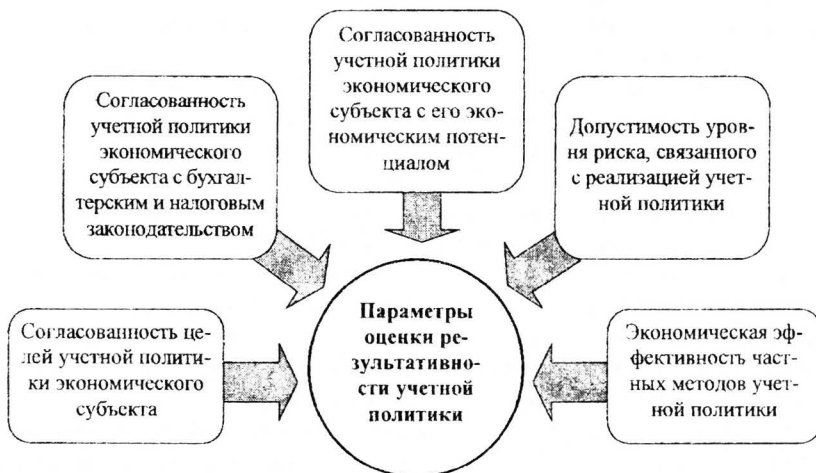 Согласованность
учетной политики
экономического
субъекта с его эко-
номическим потен-
циалом
Согласованность
учетной политики
экономического
субъекта с бухгал-
терским и налоговым
законодательством
Допустимость уров-
ня риска, связанного
с реализацией учет-
ной политики
Согласованность це-
лей учетной полити-
ки экономического
субъекта
Параметры
оценки ре-
зультативно-
сти учетной
политики
Экономическая эф-
фективность част-
ных методов учет-
ной политики